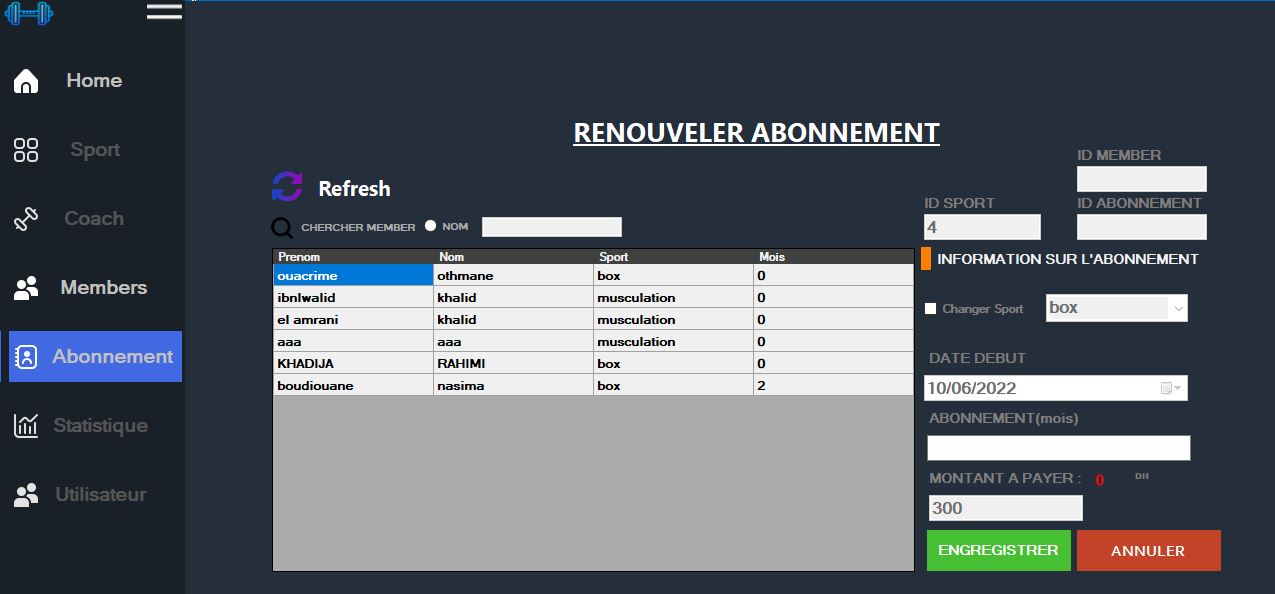 Home
Sport
Coach
Members
Abonnement
Statistique
Utilisateur
RENOUVELER ABONNEMENT
Refresh
CHERCHER MEMBER NOM
Prenom Nom Sport Mois
ouacrime othmane box 0
ibnlwalid khalid musculation 0
el amrani khalid musculation 0
aaa aaa musculation 0
KHADIJA RAHIMI box 0
boudiouane nasima box 2
ID MEMBER
ID SPORT ID ABONNEMENT
4
INFORMATION SUR L'ABONNEMENT
Changer Sport box
DATE DEBUT
10/06/2022
ABONNEMENT(mois)
MONTANT A PAYER : 0 DH
300
ENGREGISTRER ANNULER